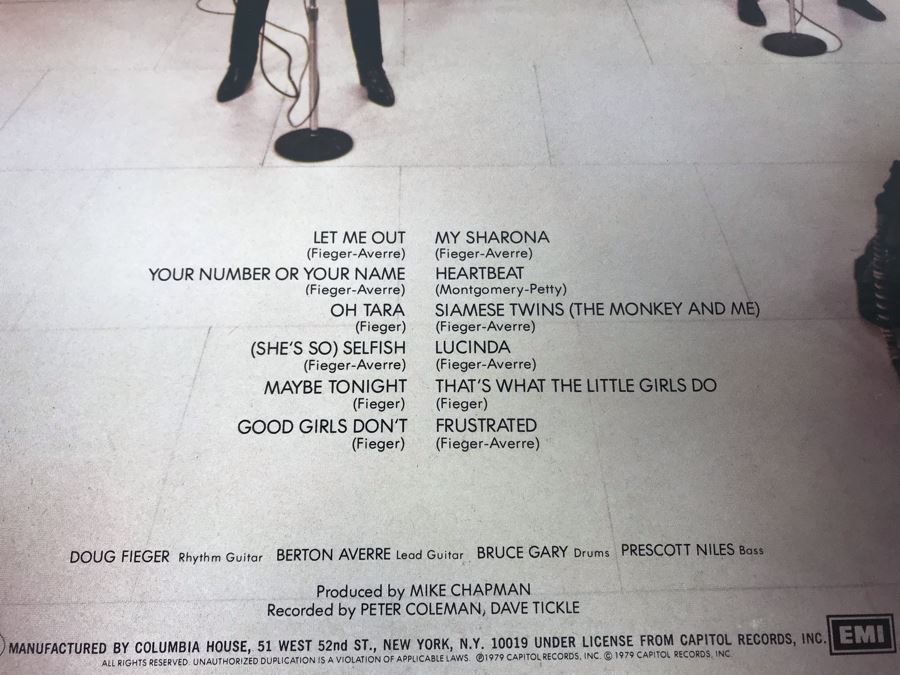 LET ME OUT
(Fieger-Averre)
YOUR NUMBER OR YOUR NAME
(Fieger-Averre)
OH TARA
(Fieger)
(SHE'S SO) SELFISH
(Fieger-Averre)
MAYBE TONIGHT
(Fieger)
GOOD GIRLS DON'T
(Fieger)
MY SHARONA
(Fieger-Averre)
HEARTBEAT
(Montgomery-Petty)
SIAMESE TWINS (THE MONKEY AND ME)
(Fieger-Averre)
LUCINDA
(Fieger-Averre)
THAT'S WHAT THE LITTLE GIRLS DO
(Fieger)
FRUSTRATED
(Fieger-Averre)
DOUG FIEGER Rhythm Guitar BERTON AVERRE Lead Guitar BRUCE GARY Drums PRESCOTT NILES Bass
Produced by MIKE CHAPMAN
Recorded by PETER COLEMAN, DAVE TICKLE
MANUFACTURED BY COLUMBIA HOUSE, 51 WEST 52nd ST., NEW YORK, N.Y. 10019 UNDER LICENSE FROM CAPITOL RECORDS, INC.
EMI
ALL RIGHTS RESERVED. UNAUTHORIZED DUPLICATION IS A VIOLATION OF APPLICABLE LAWS. ℗1979 CAPITOL RECORDS, INC. © 1979 CAPITOL RECORDS, INC.